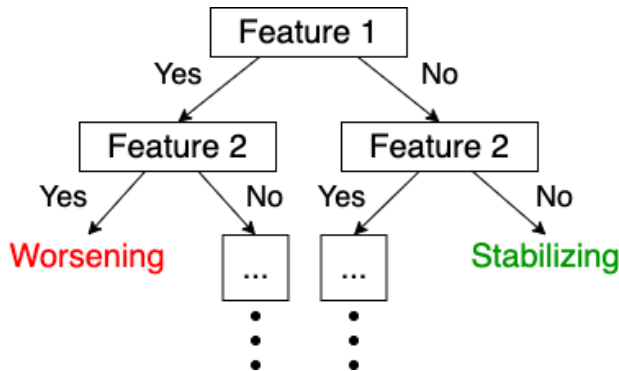 Feature 1
Yes No
Feature 2 Feature 2
Yes No Yes No
Worsening ... ... Stabilizing